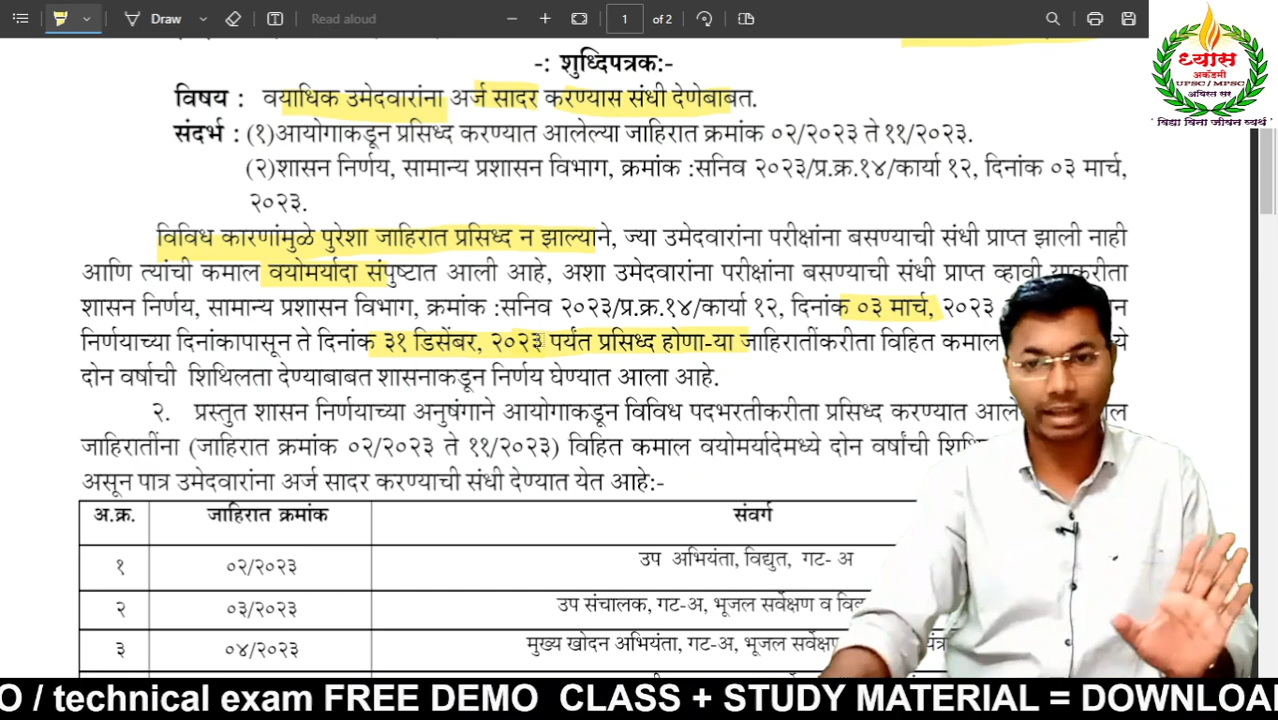 Draw
Read aloud
1 of 2
ध्यास
अकॅडमी
UPSC/MPSC
अविरत सर
विद्या विना जीवन व्यर्थ
-: शुध्दिपत्रक:-
विषय : वयाधिक उमेदवारांना अर्ज सादर करण्यास संधी देणेबाबत.
संदर्भ : (१)आयोगाकडून प्रसिध्द करण्यात आलेल्या जाहिरात क्रमांक ०२/२०२३ ते ११/२०२३.
(२)शासन निर्णय, सामान्य प्रशासन विभाग, क्रमांक :सनिव २०२३/प्र.क्र.१४/कार्या १२, दिनांक ०३ मार्च,
२०२३.
विविध कारणांमुळे पुरेशा जाहिरात प्रसिध्द न झाल्याने, ज्या उमेदवारांना परीक्षांना बसण्याची संधी प्राप्त झाली नाही
आणि त्यांची कमाल वयोमर्यादा संपुष्टात आली आहे, अशा उमेदवारांना परीक्षांना बसण्याची संधी प्राप्त व्हावी याकरीता
शासन निर्णय, सामान्य प्रशासन विभाग, क्रमांक :सनिव २०२३/प्र.क्र.१४/कार्या १२, दिनांक ०३ मार्च, २०२३
निर्णयाच्या दिनांकापासून ते दिनांक ३१ डिसेंबर, २०२३ पर्यंत प्रसिध्द होणा-या जाहिरातींकरीता विहित कमाल
दोन वर्षाची शिथिलता देण्याबाबत शासनाकडून निर्णय घेण्यात आला आहे.
२. प्रस्तुत शासन निर्णयाच्या अनुषंगाने आयोगाकडून विविध पदभरतीकरीता प्रसिध्द करण्यात
जाहिरातींना (जाहिरात क्रमांक ०२/२०२३ ते ११/२०२३) विहित कमाल वयोमर्यादेमध्ये दोन वर्षांची
असून पात्र उमेदवारांना अर्ज सादर करण्याची संधी देण्यात येत आहे:-
अ.क्र. जाहिरात क्रमांक संवर्ग
१ ०२/२०२३ उप अभियंता, विद्युत, गट- अ
२ ०३/२०२३ उप संचालक, गट-अ, भूजल सर्वेक्षण व
३ ०४/२०२३ मुख्य खोदन अभियंता, गट-अ, भूजल
O / technical exam FREE DEMO CLASS + STUDY MATERIAL = DOWNLOA